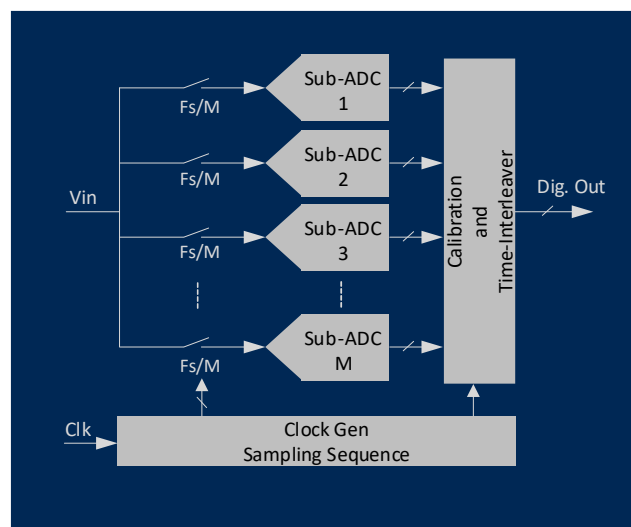 Sub-ADC
1
Fs/M
Sub-ADC
2
Fs/M
Vin
Sub-ADC
3
Fs/M
Sub-ADC
M
Fs/M
Calibration
and
Time-Interleaver
Dig. Out
Clk
Clock Gen
Sampling Sequence